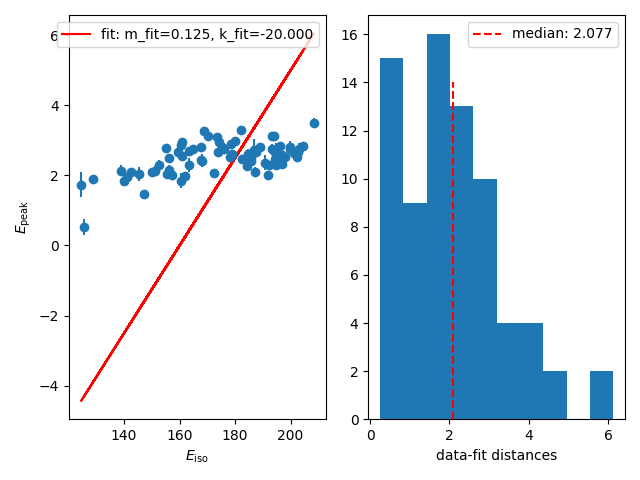 fit: m_fit=0.125, k_fit=-20.000
6
4
2
0
−2
−4
E_peak
140 160 180 200
E_iso
median: 2.077
16
14
12
10
8
6
4
2
0
0 2 4 6
data-fit distances